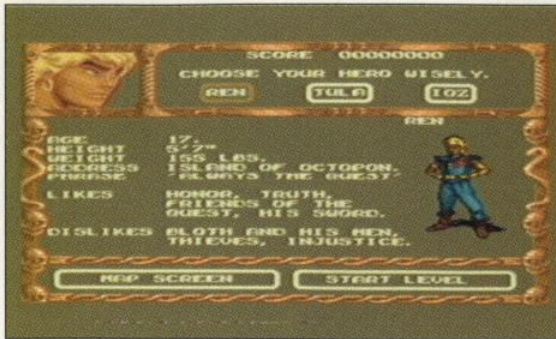 SCORE 00000000
CHOOSE YOUR HERO WISELY.
REN TULA IOZ
REN
AGE 17.
HEIGHT 5'7"
WEIGHT 155 LBS.
ADDRESS ISLAND OF OCTOPON.
PHRASE 'ALWAYS THE QUEST'
LIKES HONOR, TRUTH,
FRIENDS OF THE
QUEST, HIS SWORD.
DISLIKES BLOTH AND HIS MEN,
THIEVES, INJUSTICE.
MAP SCREEN START LEVEL